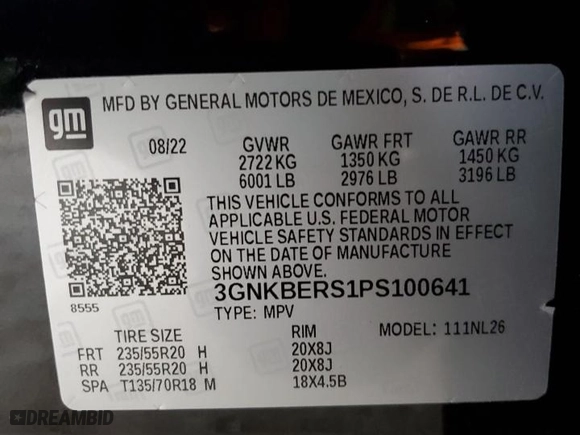 gm MFD BY GENERAL MOTORS DE MEXICO, S. DE R.L. DE C.V.
08/22 GVWR GAWR FRT GAWR RR
2722 KG 1350 KG 1450 KG
6001 LB 2976 LB 3196 LB
THIS VEHICLE CONFORMS TO ALL
APPLICABLE U.S. FEDERAL MOTOR
VEHICLE SAFETY STANDARDS IN EFFECT
ON THE DATE OF MANUFACTURE
SHOWN ABOVE.
8555 3GNKBERS1PS100641
TYPE: MPV MODEL: 111NL26
TIRE SIZE RIM
FRT 235/55R20 H 20X8J
RR 235/55R20 H 20X8J
SPA T135/70R18 M 18X4.5B
DREAMBID